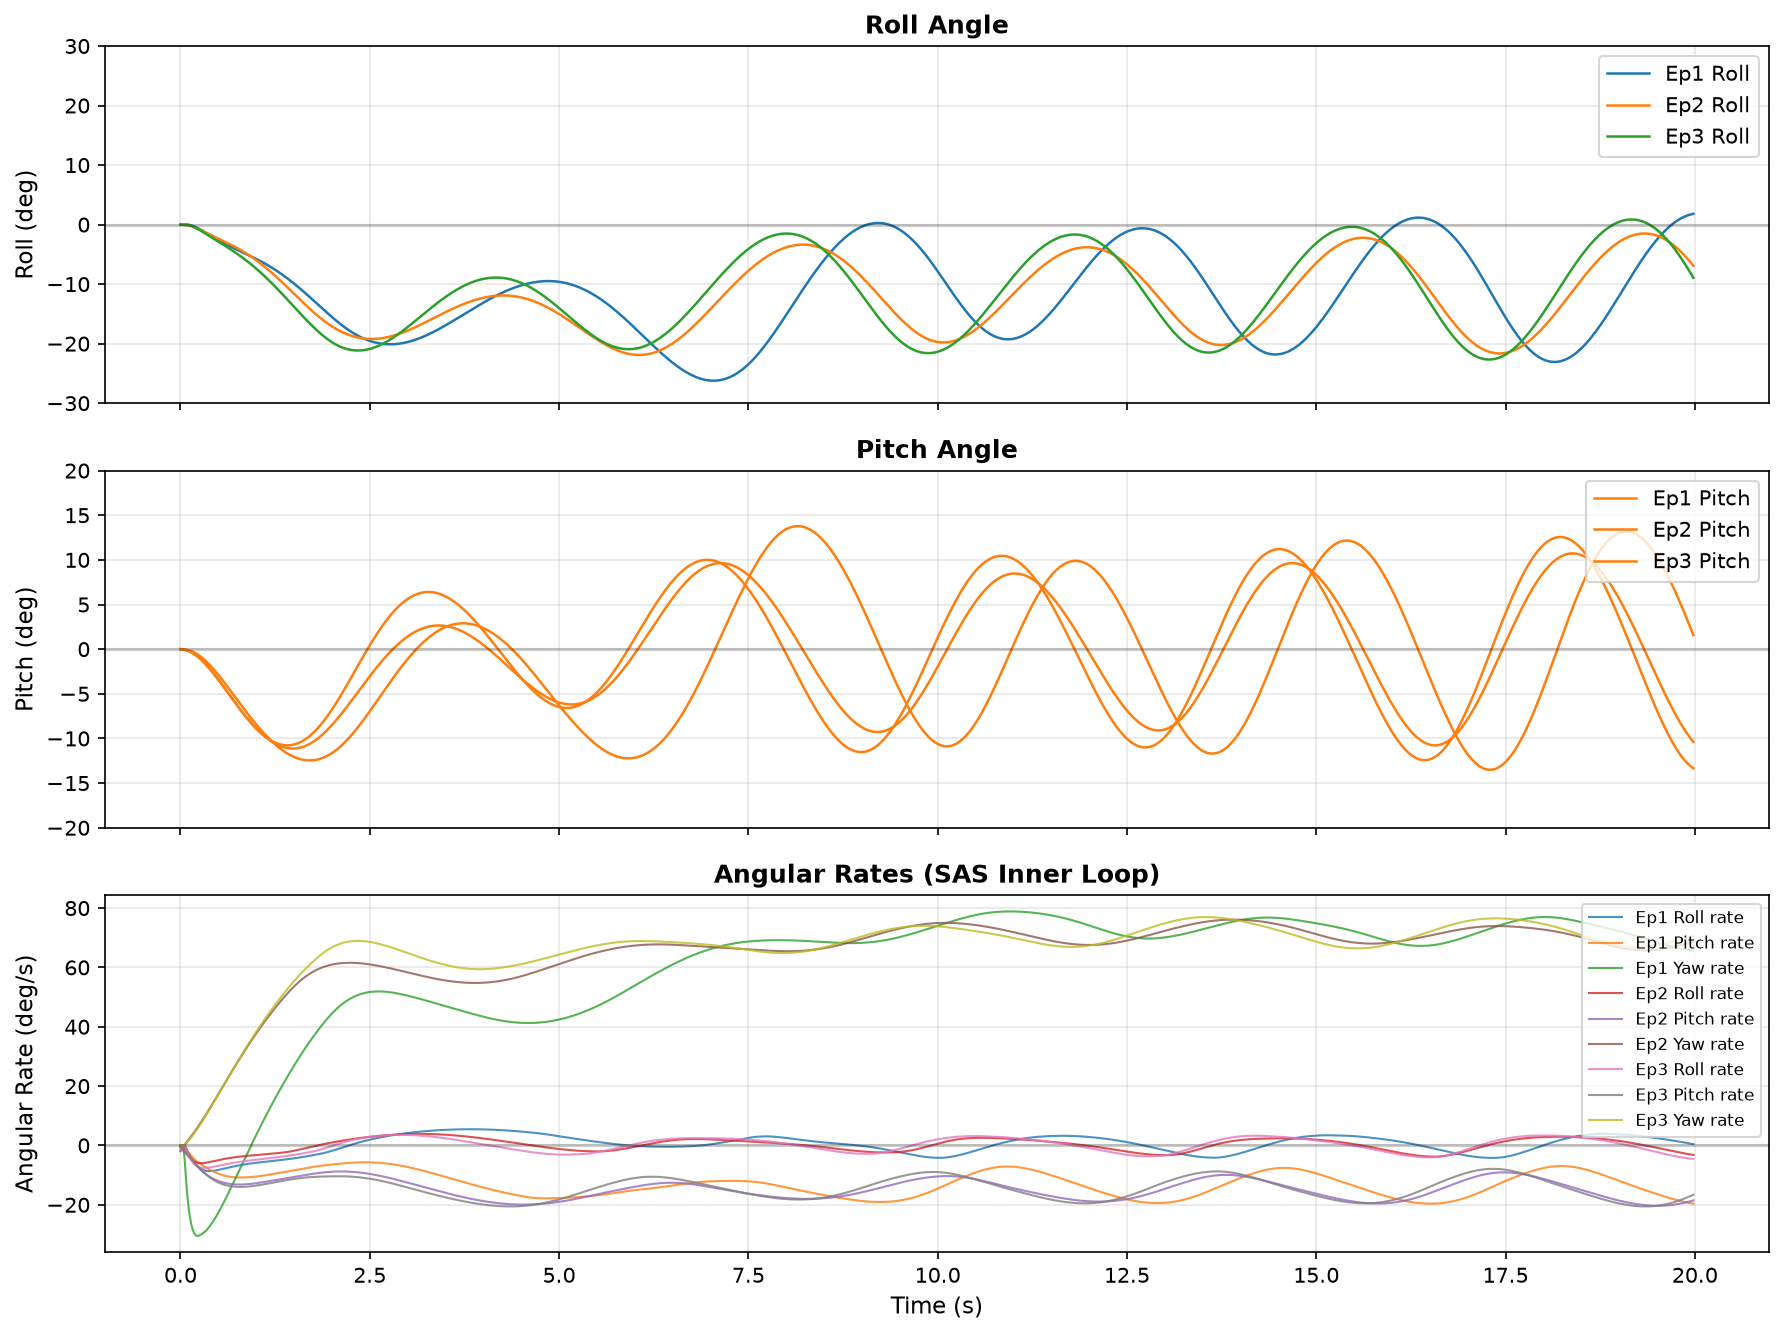 Roll Angle
30
20
10
0
−10
−20
−30
Roll (deg)
Ep1 Roll
Ep2 Roll
Ep3 Roll
Pitch Angle
20
15
10
5
0
−5
−10
−15
−20
Pitch (deg)
Ep1 Pitch
Ep2 Pitch
Ep3 Pitch
Angular Rates (SAS Inner Loop)
80
60
40
20
0
−20
Angular Rate (deg/s)
Ep1 Roll rate
Ep1 Pitch rate
Ep1 Yaw rate
Ep2 Roll rate
Ep2 Pitch rate
Ep2 Yaw rate
Ep3 Roll rate
Ep3 Pitch rate
Ep3 Yaw rate
0.0 2.5 5.0 7.5 10.0 12.5 15.0 17.5 20.0
Time (s)